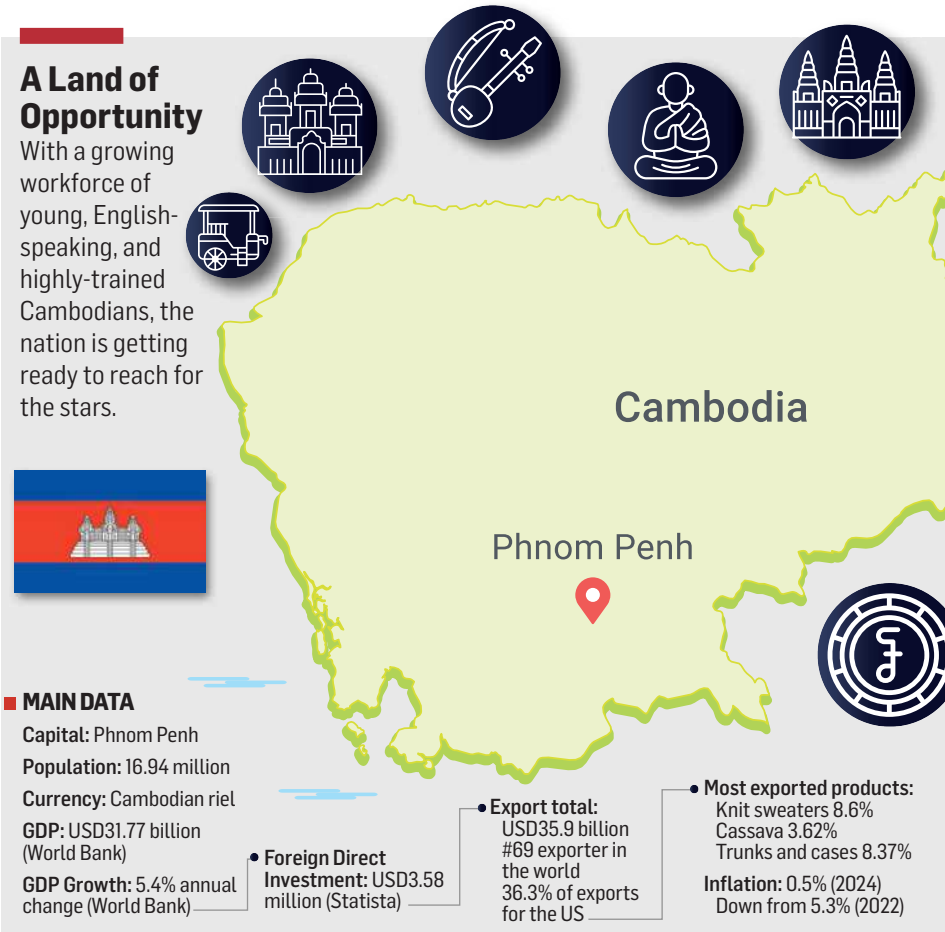 A Land of
Opportunity
With a growing
workforce of
young, English-
speaking, and
highly-trained
Cambodians, the
nation is getting
ready to reach for
the stars.
Cambodia
Phnom Penh
MAIN DATA
Capital: Phnom Penh
Population: 16.94 million
Currency: Cambodian riel
GDP: USD31.77 billion
(World Bank)
GDP Growth: 5.4% annual
change (World Bank)
Foreign Direct
Investment: USD3.58
million (Statista)
Export total:
USD35.9 billion
#69 exporter in
the world
36.3% of exports
for the US
Most exported products:
Knit sweaters 8.6%
Cassava 3.62%
Trunks and cases 8.37%
Inflation: 0.5% (2024)
Down from 5.3% (2022)